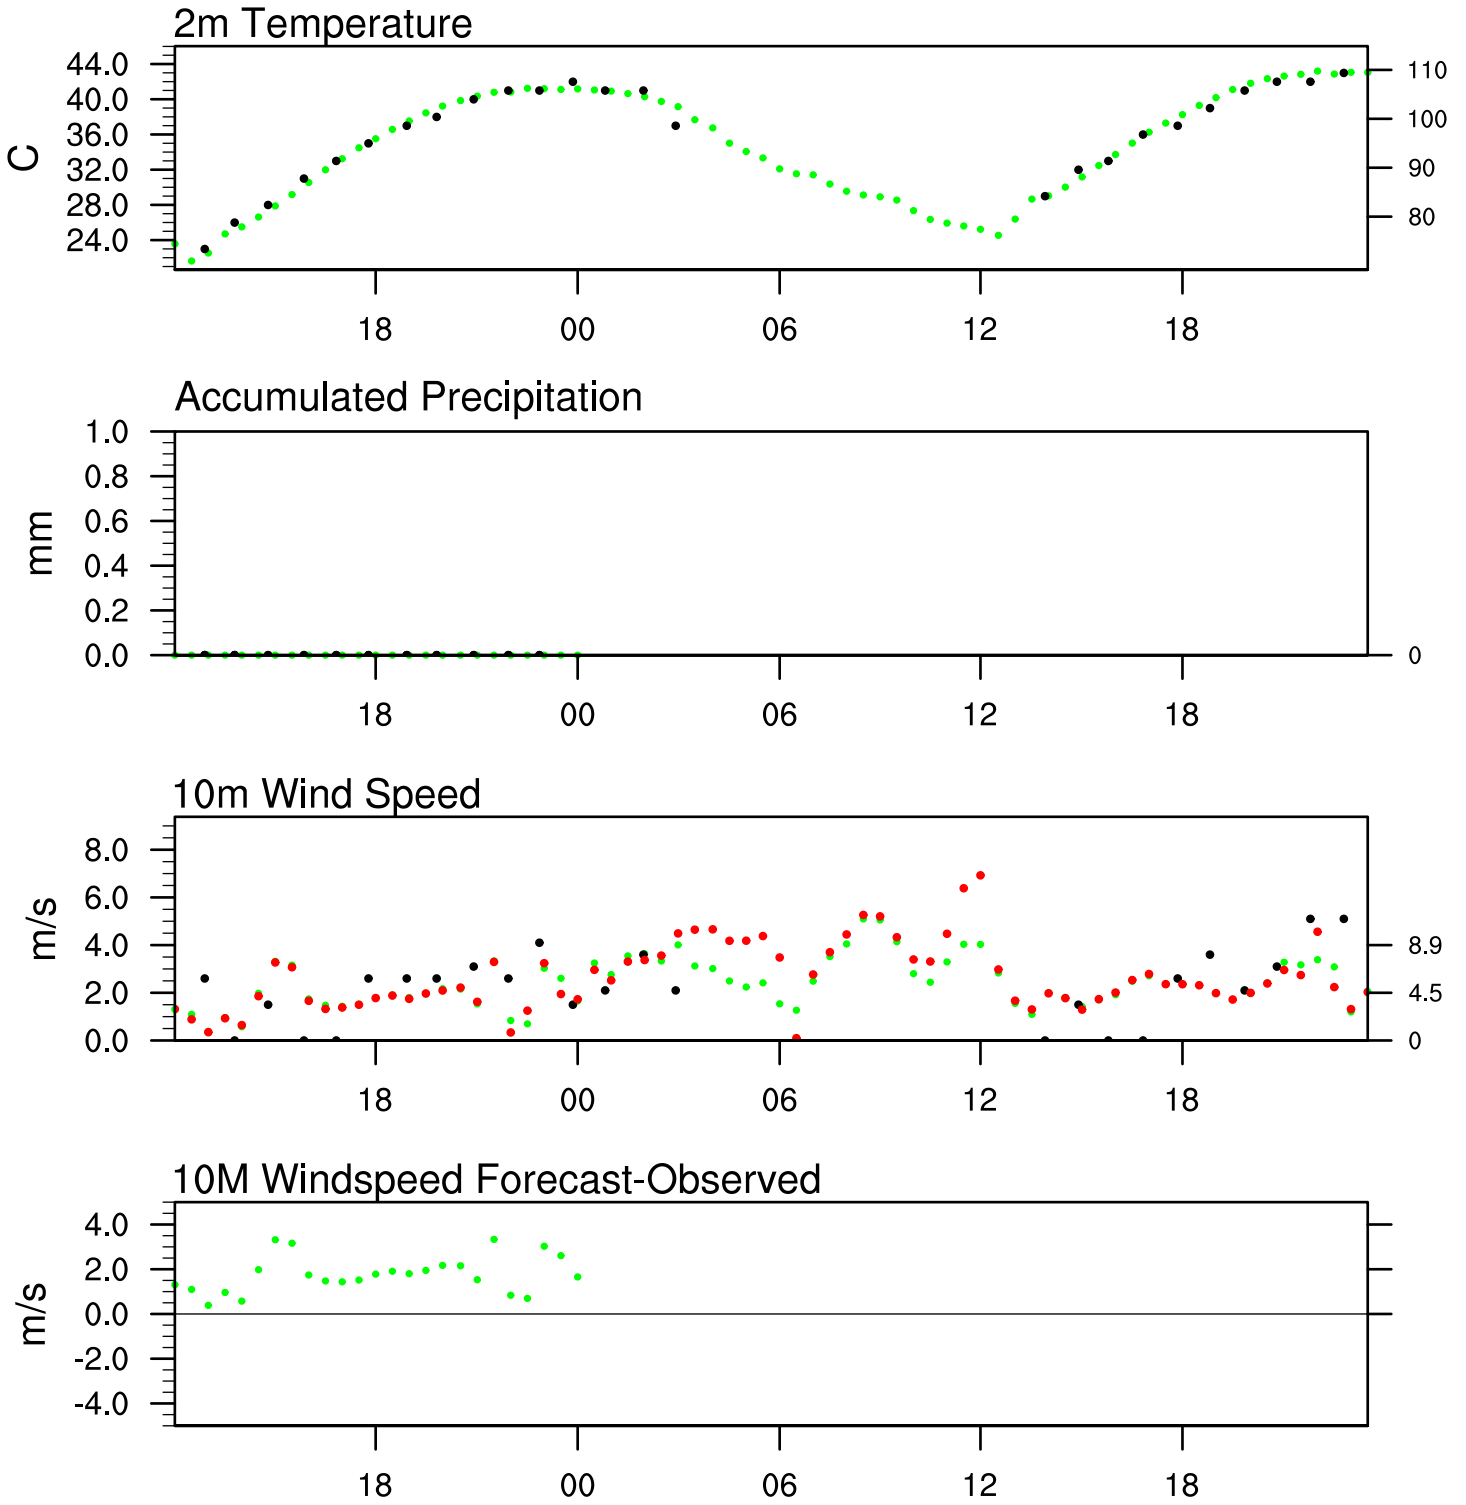 2m Temperature
C
44.0
40.0
36.0
32.0
28.0
24.0
110
100
90
80
18 00 06 12 18
Accumulated Precipitation
mm
1.0
0.8
0.6
0.4
0.2
0.0
0
18 00 06 12 18
10m Wind Speed
m/s
8.0
6.0
4.0
2.0
0.0
8.9
4.5
0
18 00 06 12 18
10M Windspeed Forecast-Observed
m/s
4.0
2.0
0.0
-2.0
-4.0
18 00 06 12 18